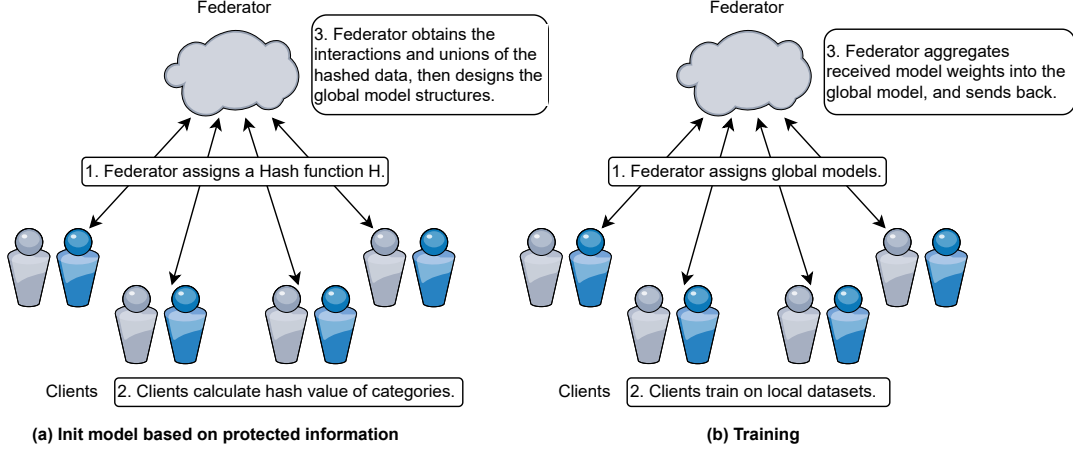 Federator
3. Federator obtains the
interactions and unions of the
hashed data, then designs the
global model structures.
1. Federator assigns a Hash function H.
Clients
2. Clients calculate hash value of categories.
(a) Init model based on protected information
Federator
3. Federator aggregates
received model weights into the
global model, and sends back.
1. Federator assigns global models.
Clients
2. Clients train on local datasets.
(b) Training